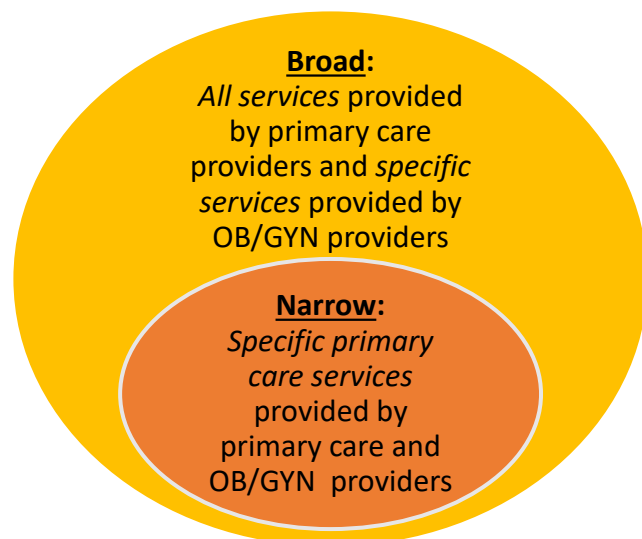 Broad:
All services provided
by primary care
providers and specific
services provided by
OB/GYN providers
Narrow:
Specific primary
care services
provided by
primary care and
OB/GYN  providers